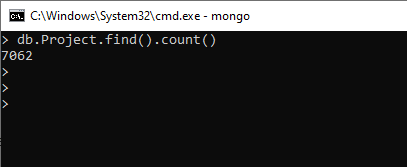 C:\Windows\System32\cmd.exe - mongo
> db.Project.find().count()
7062
>
>
>